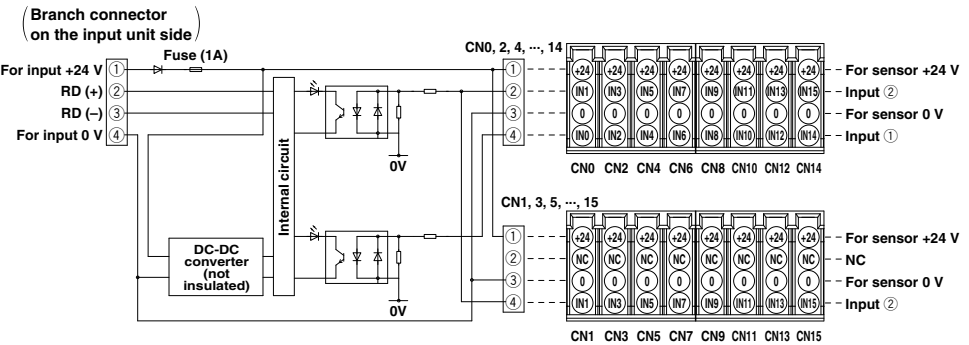 Branch connector
on the input unit side
Fuse (1A)
For input +24 V ①
RD (+) ②
RD (–) ③
For input 0 V ④
Internal circuit
DC-DC
converter
(not
insulated)
0V
0V
CN0, 2, 4, ···, 14
①
②
③
④
+24 +24 +24 +24 +24 +24 +24 +24
IN1 IN3 IN5 IN7 IN9 IN11 IN13 IN15
0 0 0 0 0 0 0 0
IN0 IN2 IN4 IN6 IN8 IN10 IN12 IN14
CN0 CN2 CN4 CN6 CN8 CN10 CN12 CN14
For sensor +24 V
Input ②
For sensor 0 V
Input ①
CN1, 3, 5, ···, 15
①
②
③
④
+24 +24 +24 +24 +24 +24 +24 +24
NC NC NC NC NC NC NC NC
0 0 0 0 0 0 0 0
IN1 IN3 IN5 IN7 IN9 IN11 IN13 IN15
CN1 CN3 CN5 CN7 CN9 CN11 CN13 CN15
For sensor +24 V
NC
For sensor 0 V
Input ②